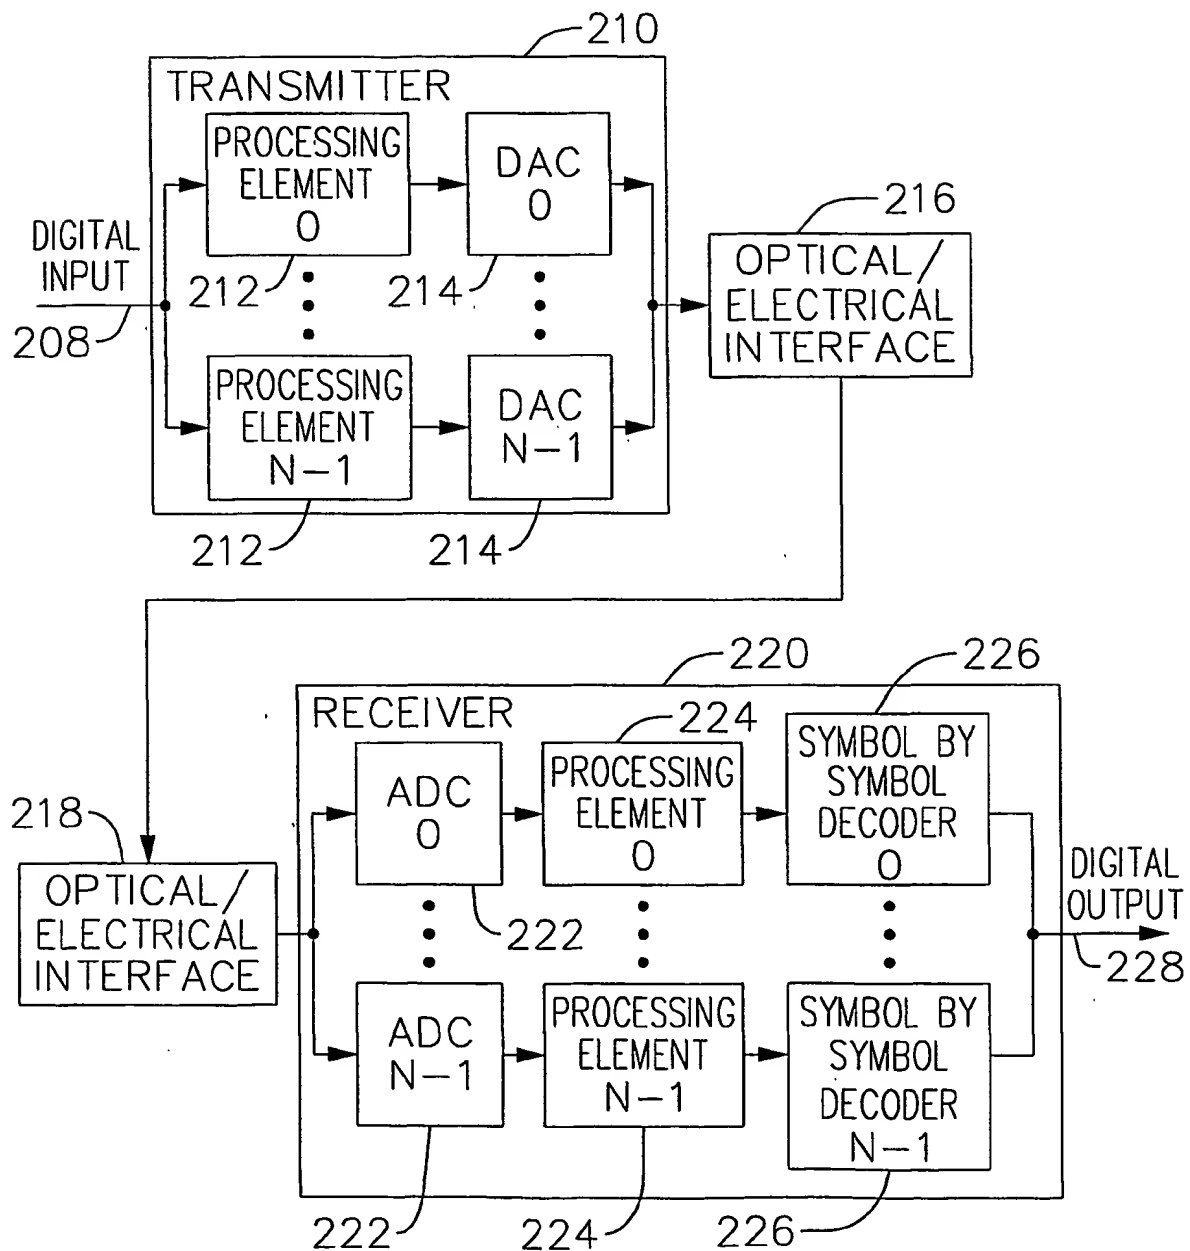 210
TRANSMITTER
PROCESSING
ELEMENT
0
DAC
0
DIGITAL
INPUT
208
212
214
216
OPTICAL/
ELECTRICAL
INTERFACE
PROCESSING
ELEMENT
N-1
DAC
N-1
212
214
220
226
RECEIVER
224
218
OPTICAL/
ELECTRICAL
INTERFACE
ADC
0
PROCESSING
ELEMENT
0
SYMBOL BY
SYMBOL
DECODER
0
222
DIGITAL
OUTPUT
228
ADC
N-1
PROCESSING
ELEMENT
N-1
SYMBOL BY
SYMBOL
DECODER
N-1
222
224
226